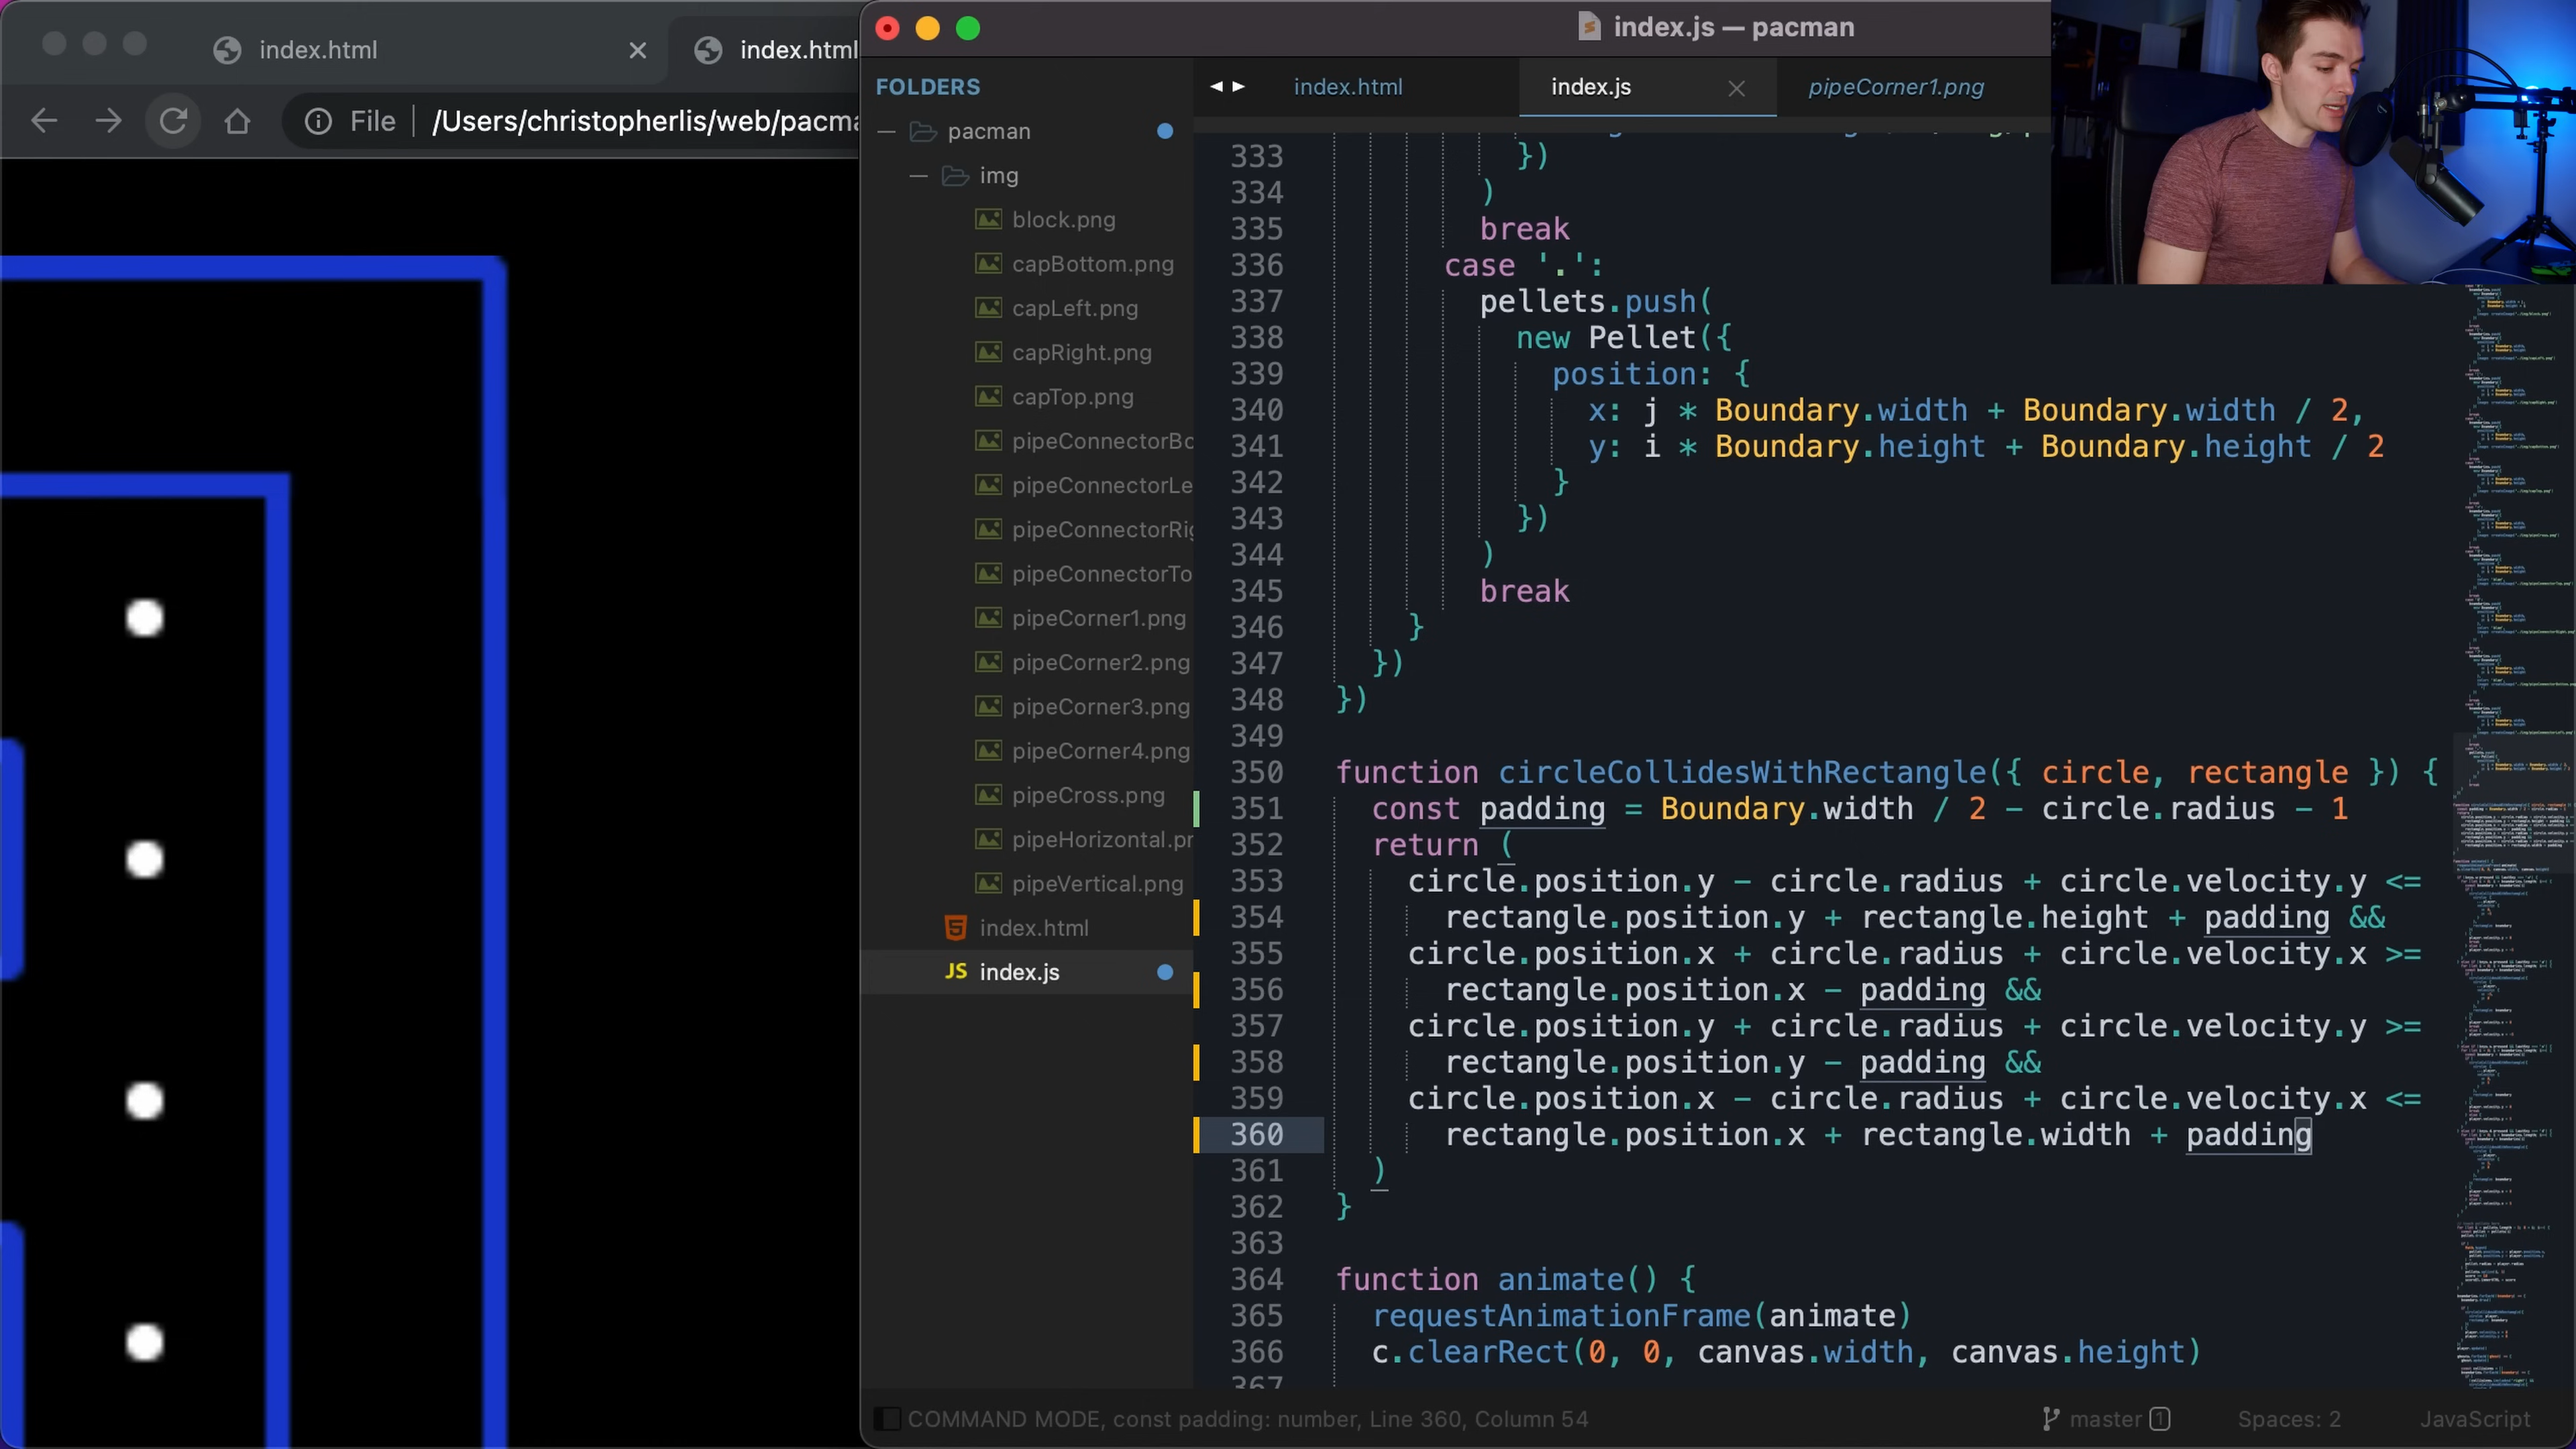 index.html
index.html
File
/Users/christopherlis/web/pacma
index.js — pacman
FOLDERS
pacman
img
block.png
capBottom.png
capLeft.png
capRight.png
capTop.png
pipeConnectorBo
pipeConnectorLe
pipeConnectorRig
pipeConnectorTo
pipeCorner1.png
pipeCorner2.png
pipeCorner3.png
pipeCorner4.png
pipeCross.png
pipeHorizontal.pn
pipeVertical.png
index.html
JS index.js
index.html
index.js
pipeCorner1.png
333 })
334 )
335 break
336 case '.':
337 pellets.push(
338 new Pellet({
339 position: {
340 x: j * Boundary.width + Boundary.width / 2,
341 y: i * Boundary.height + Boundary.height / 2
342 }
343 })
344 )
345 break
346 }
347 })
348 })
349
350 function circleCollidesWithRectangle({ circle, rectangle }) {
351 const padding = Boundary.width / 2 - circle.radius - 1
352 return (
353 circle.position.y - circle.radius + circle.velocity.y <=
354 rectangle.position.y + rectangle.height + padding &&
355 circle.position.x + circle.radius + circle.velocity.x >=
356 rectangle.position.x - padding &&
357 circle.position.y + circle.radius + circle.velocity.y >=
358 rectangle.position.y - padding &&
359 circle.position.x - circle.radius + circle.velocity.x <=
360 rectangle.position.x + rectangle.width + padding
361 )
362 }
363
364 function animate() {
365 requestAnimationFrame(animate)
366 c.clearRect(0, 0, canvas.width, canvas.height)
367
COMMAND MODE, const padding: number, Line 360, Column 54
master 1
Spaces: 2
JavaScript